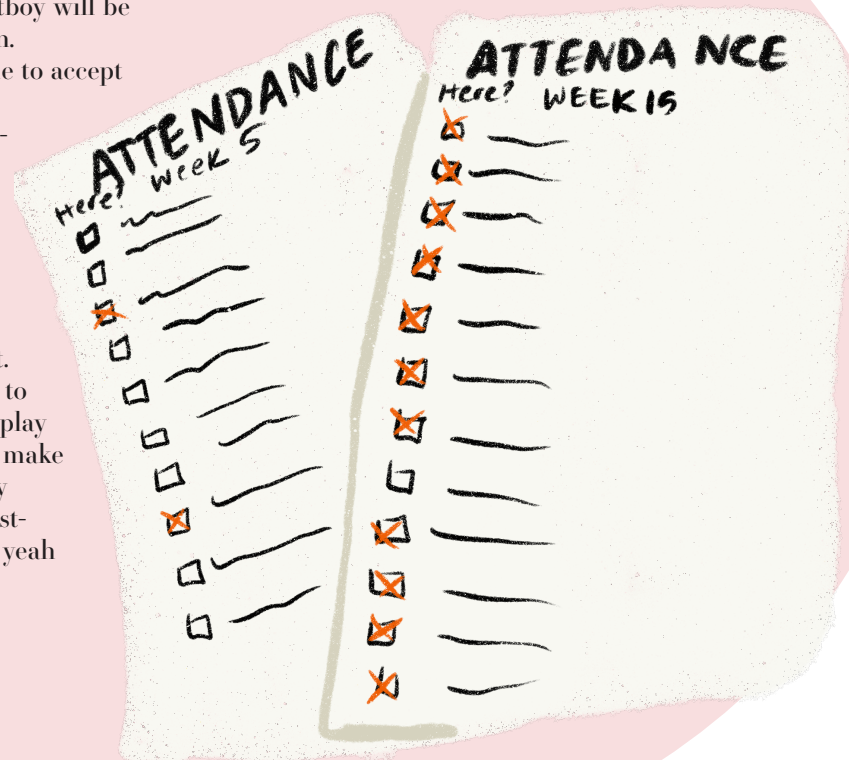 tboy will be
n.
e to accept
-
t.
to
play
make
y
st-
yeah
ATTENDANCE
Here? Week 5
ATTENDANCE
Here? WEEK 15